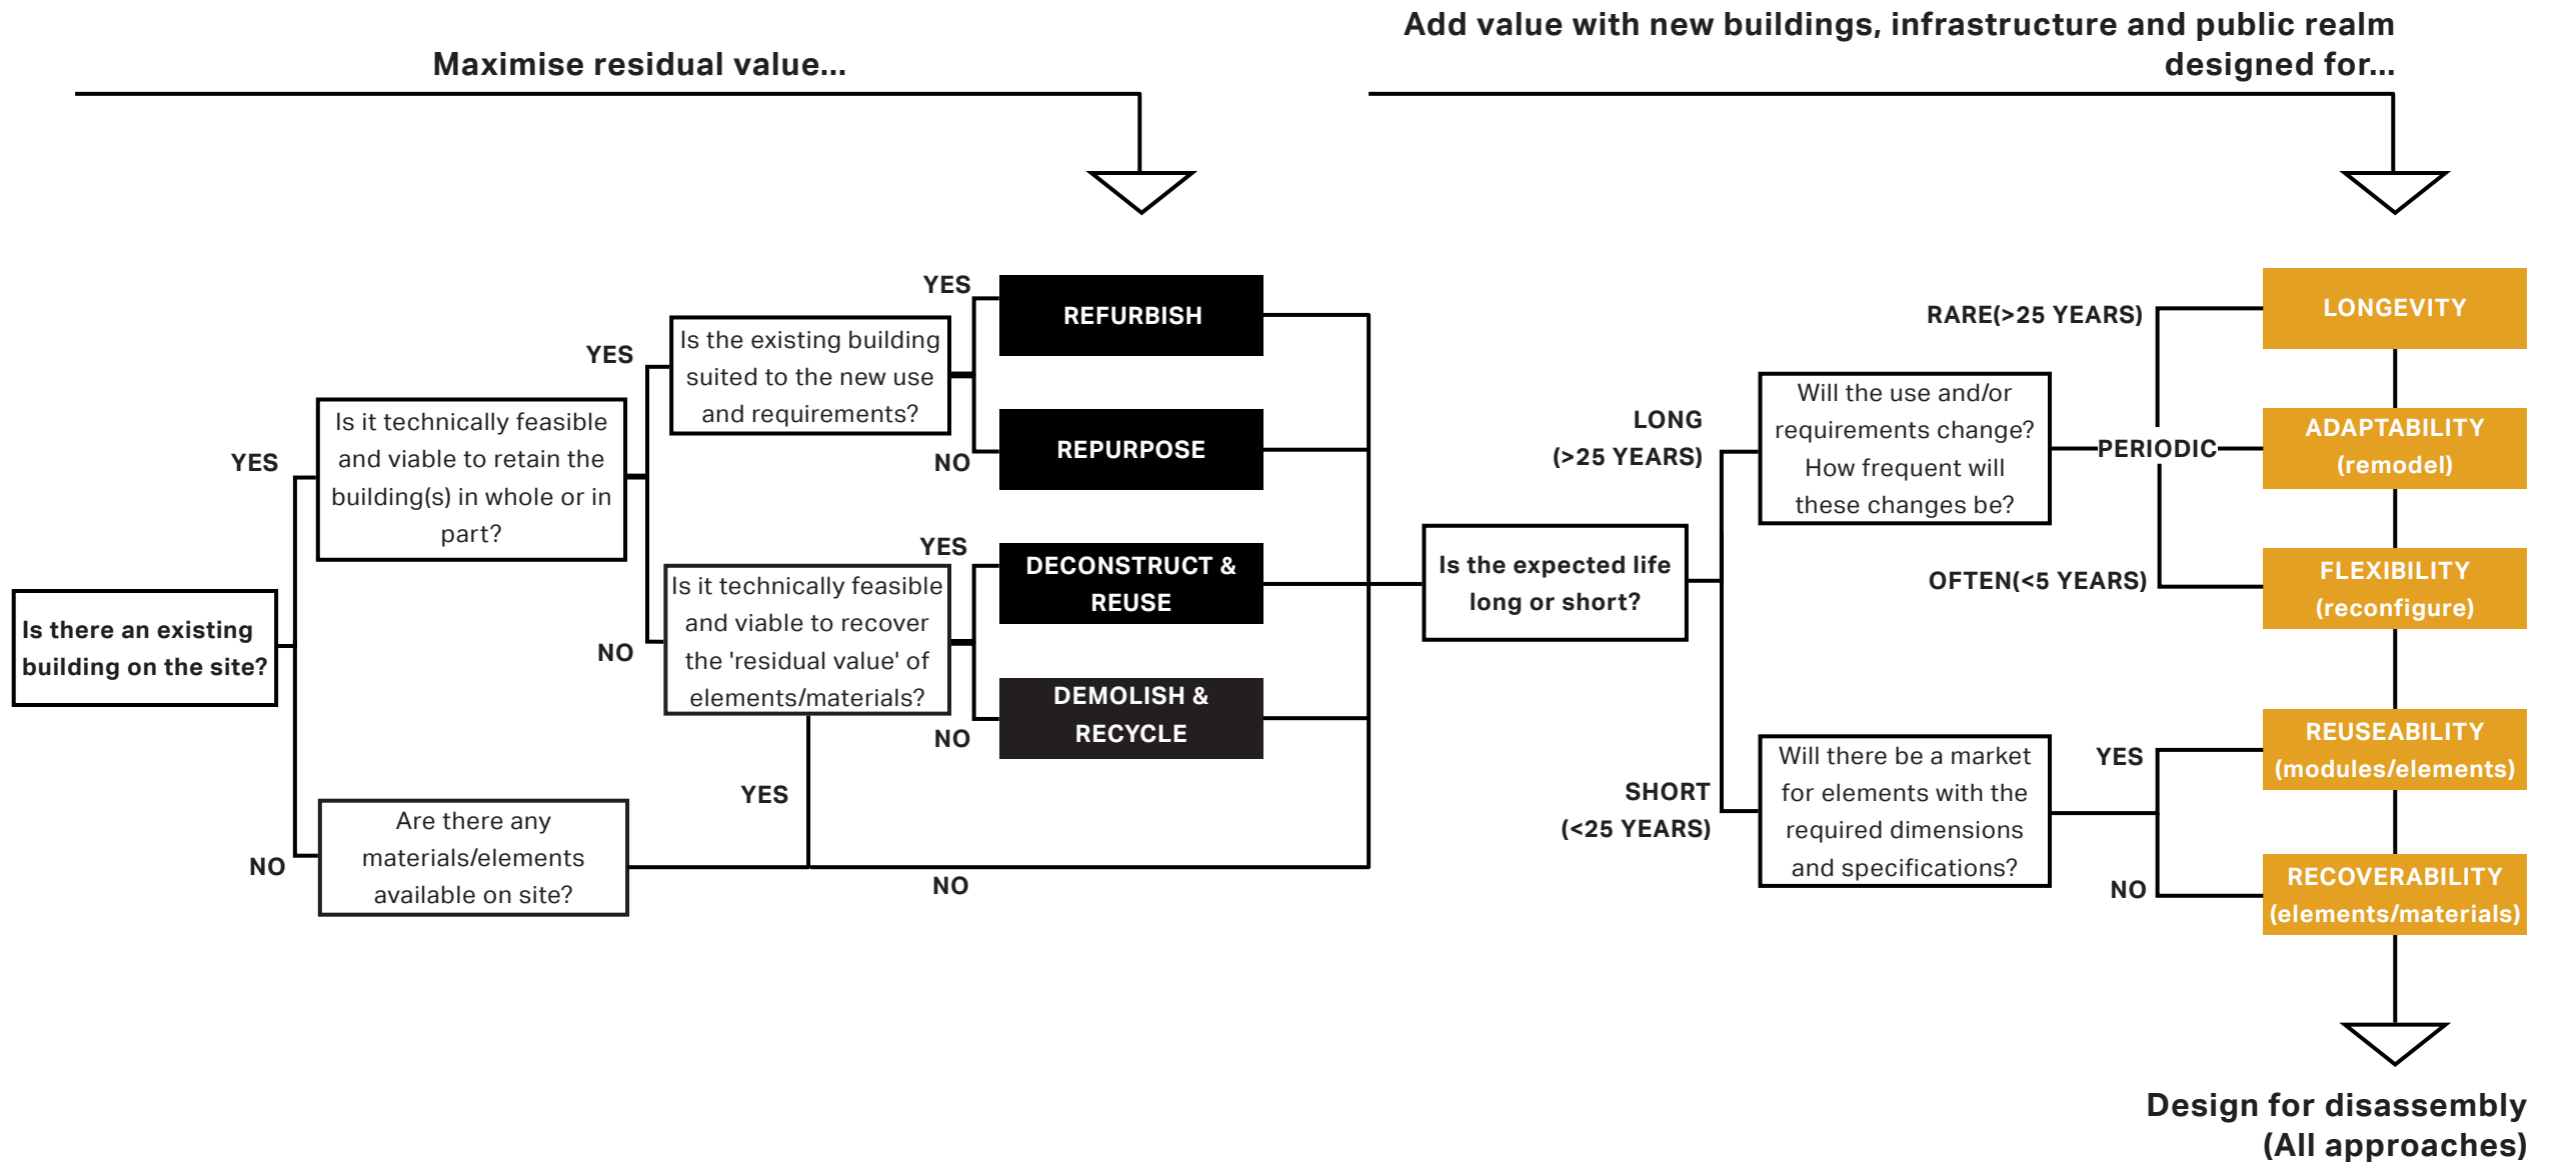 Maximise residual value...
Add value with new buildings, infrastructure and public realm
designed for...
Is there an existing
building on the site?
YES
NO
Is it technically feasible
and viable to retain the
building(s) in whole or in
part?
Are there any
materials/elements
available on site?
YES
NO
YES
NO
Is the existing building
suited to the new use
and requirements?
Is it technically feasible
and viable to recover
the 'residual value' of
elements/materials?
YES
NO
YES
NO
REFURBISH
REPURPOSE
DECONSTRUCT &
REUSE
DEMOLISH &
RECYCLE
Is the expected life
long or short?
LONG
(>25 YEARS)
SHORT
(<25 YEARS)
Will the use and/or
requirements change?
How frequent will
these changes be?
Will there be a market
for elements with the
required dimensions
and specifications?
RARE(>25 YEARS)
PERIODIC
OFTEN(<5 YEARS)
YES
NO
LONGEVITY
ADAPTABILITY
(remodel)
FLEXIBILITY
(reconfigure)
REUSEABILITY
(modules/elements)
RECOVERABILITY
(elements/materials)
Design for disassembly
(All approaches)